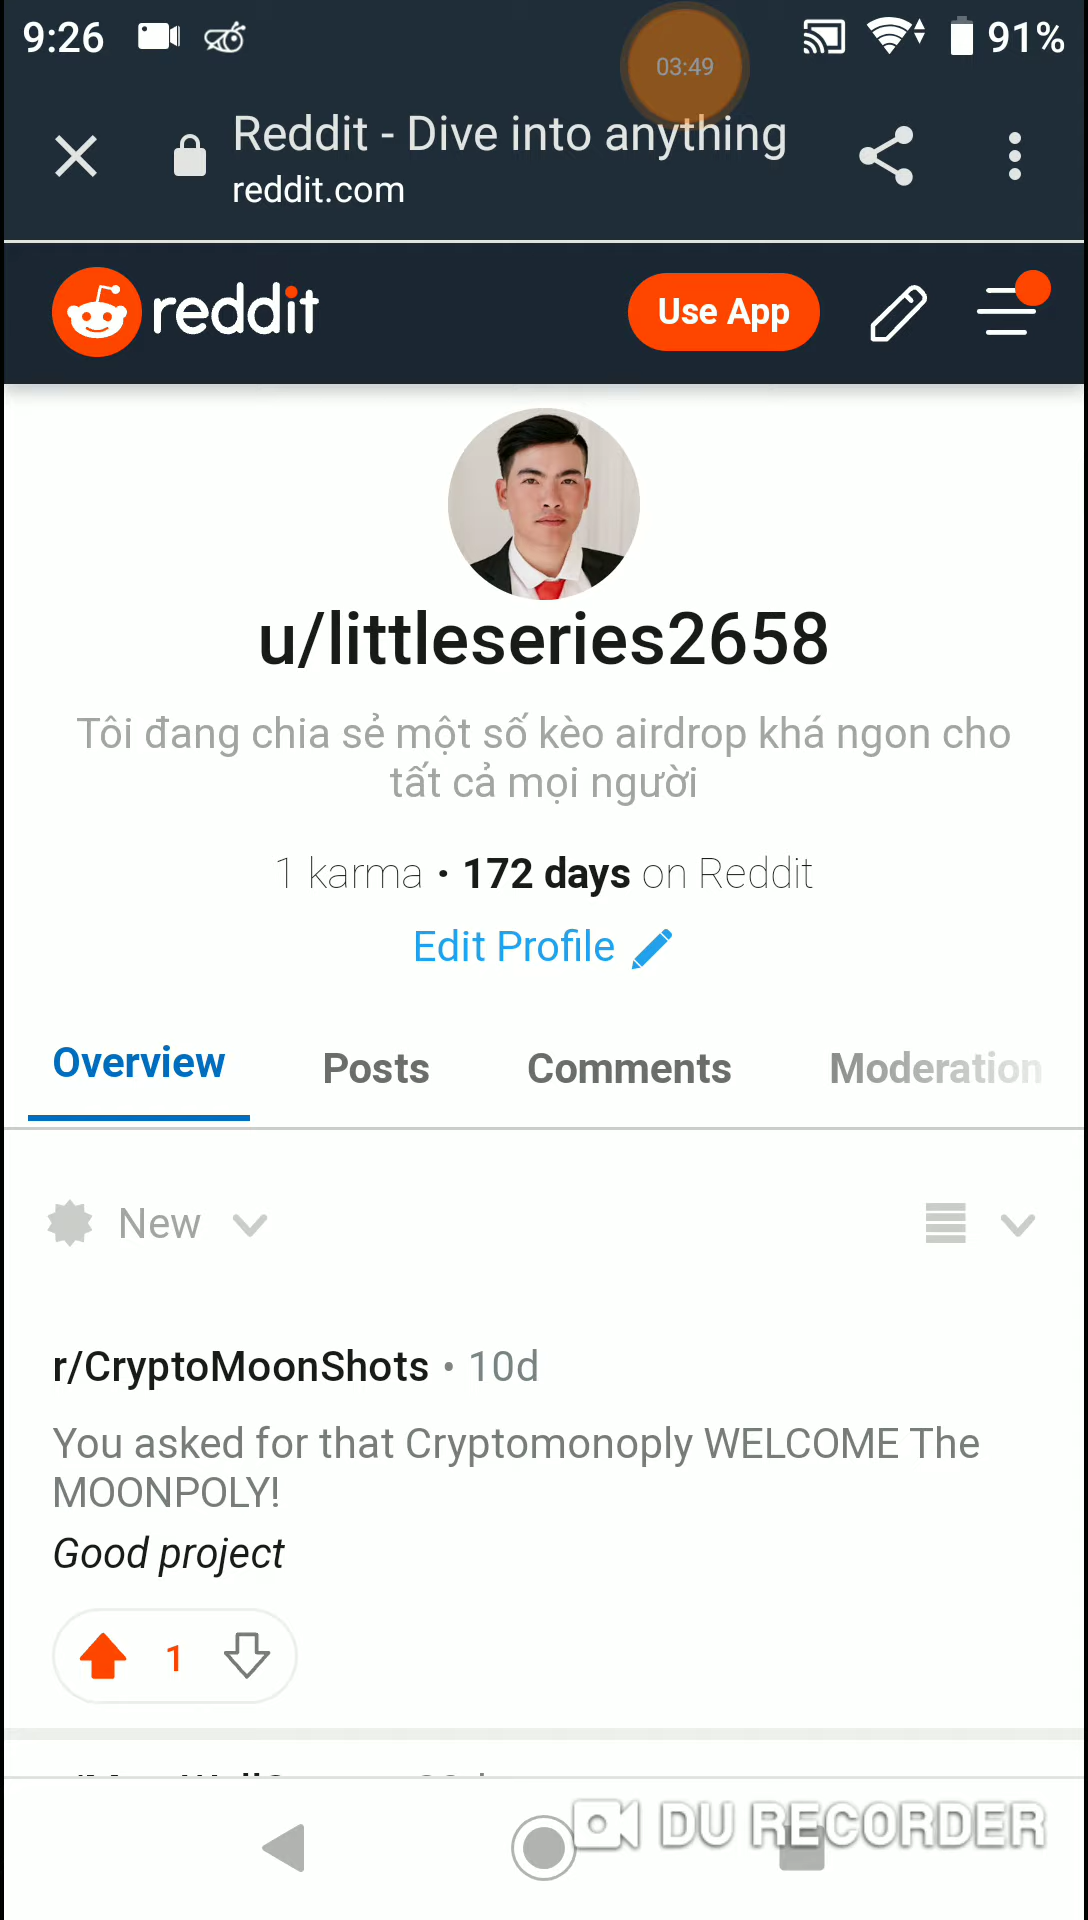 9:26
03:49
91%
Reddit - Dive into anything
reddit.com
reddit
Use App
u/littleseries2658
Tôi đang chia sẻ một số kèo airdrop khá ngon cho
tất cả mọi người
1 karma • 172 days on Reddit
Edit Profile
Overview Posts Comments Moderation
New
r/CryptoMoonShots • 10d
You asked for that Cryptomonoply WELCOME The
MOONPOLY!
Good project
1
DU RECORDER